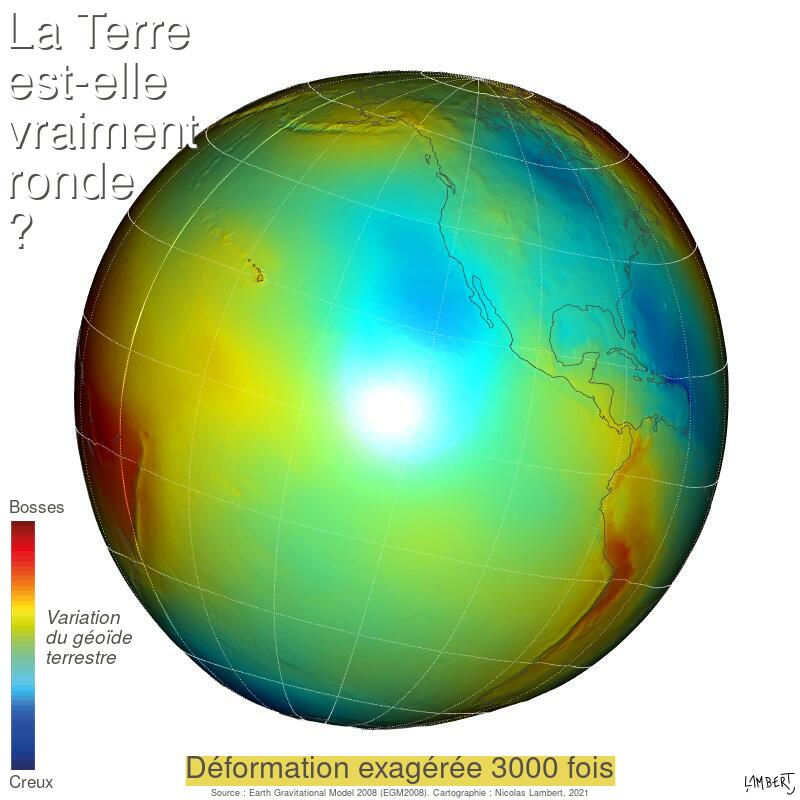 La Terre
est-elle
vraiment
ronde
?
Bosses
Variation
du géoïde
terrestre
Creux
Déformation exagérée 3000 fois
Source : Earth Gravitational Model 2008 (EGM2008). Cartographie : Nicolas Lambert, 2021
LAMBERT